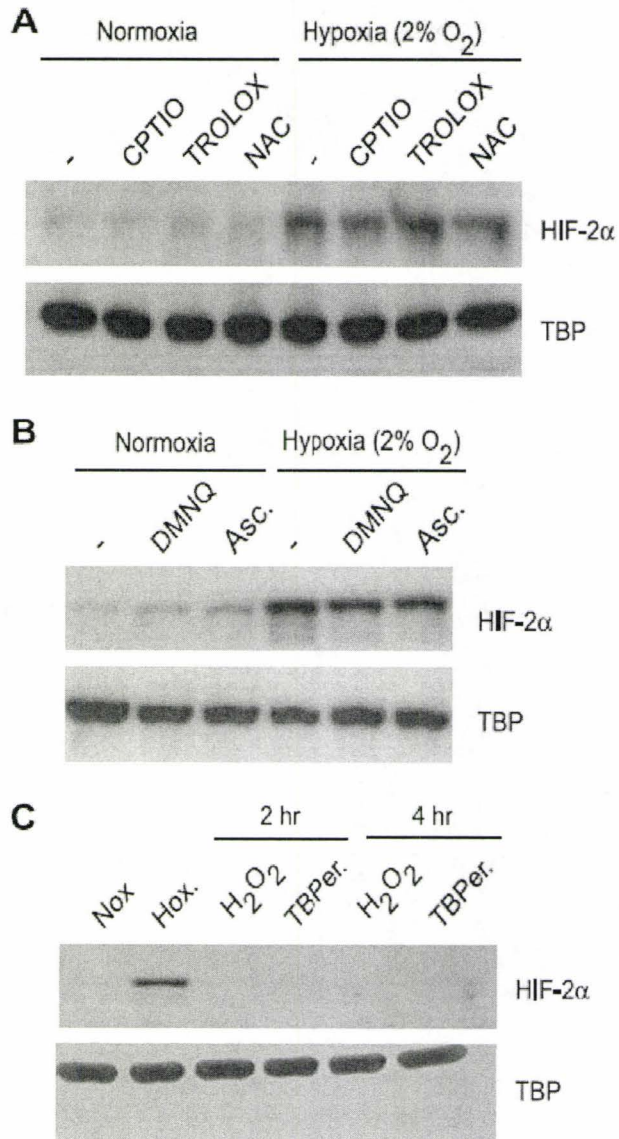 A
Normoxia Hypoxia (2% O2)
- CPTIO TROLOX NAC - CPTIO TROLOX NAC
HIF-2α
TBP
B
Normoxia Hypoxia (2% O2)
- DMNQ Asc. - DMNQ Asc.
HIF-2α
TBP
C
2 hr 4 hr
Nox Hox. H2O2 TBPer. H2O2 TBPer.
HIF-2α
TBP